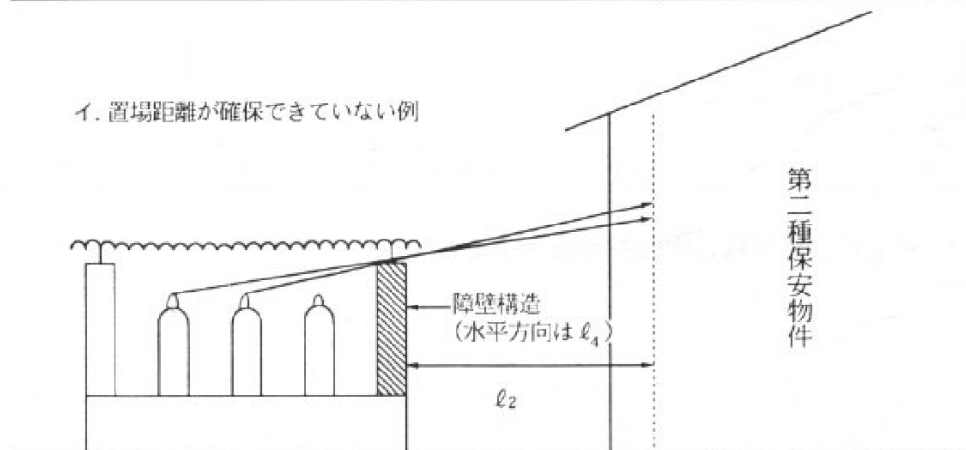 イ. 置場距離が確保できていない例
第二種保安物件
障壁構造
(水平方向はℓ4)
ℓ2